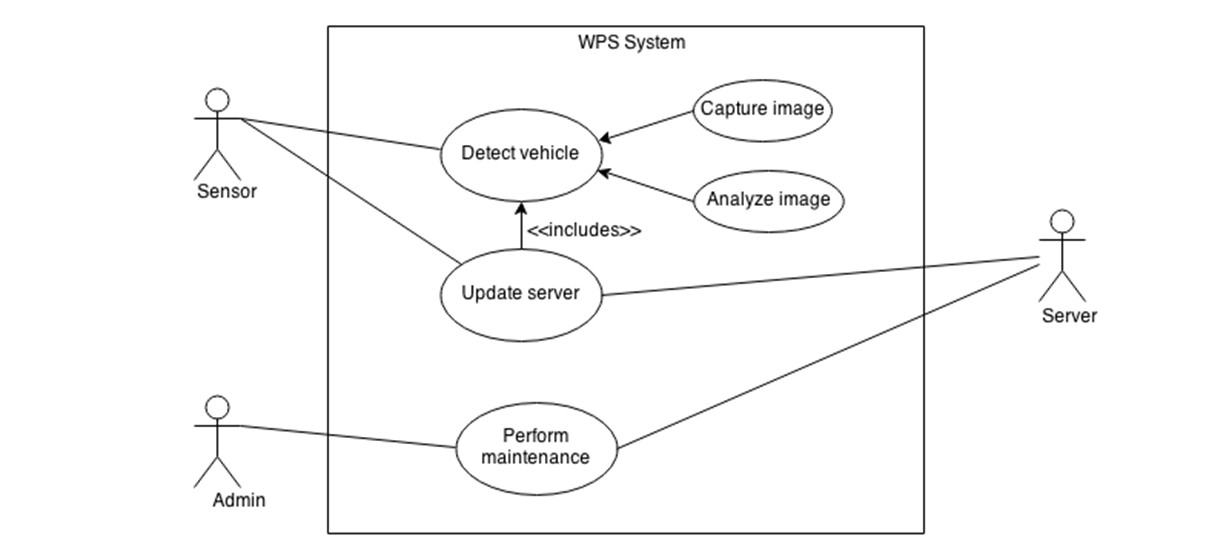 WPS System
Capture image
Detect vehicle
Analyze image
Sensor
<<includes>>
Update server
Server
Perform
maintenance
Admin